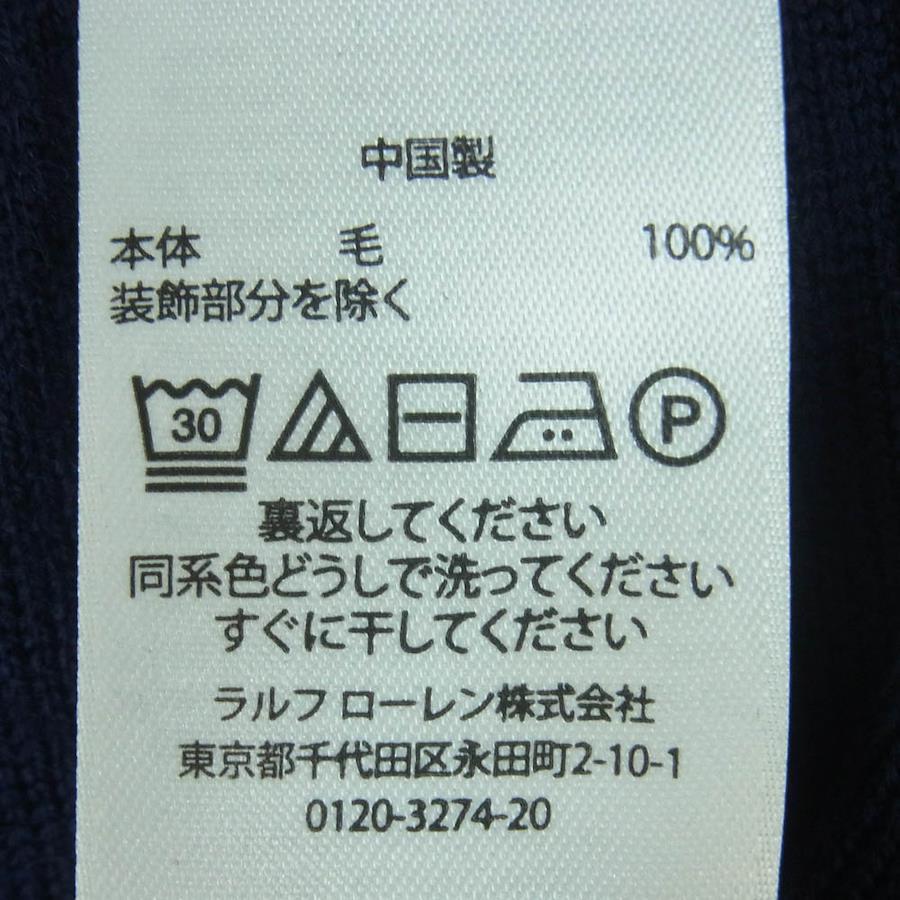 中国製
本体 毛 100%
装飾部分を除く
30 P
裏返してください
同系色どうしで洗ってください
すぐに干してください
ラルフ ローレン株式会社
東京都千代田区永田町2-10-1
0120-3274-20